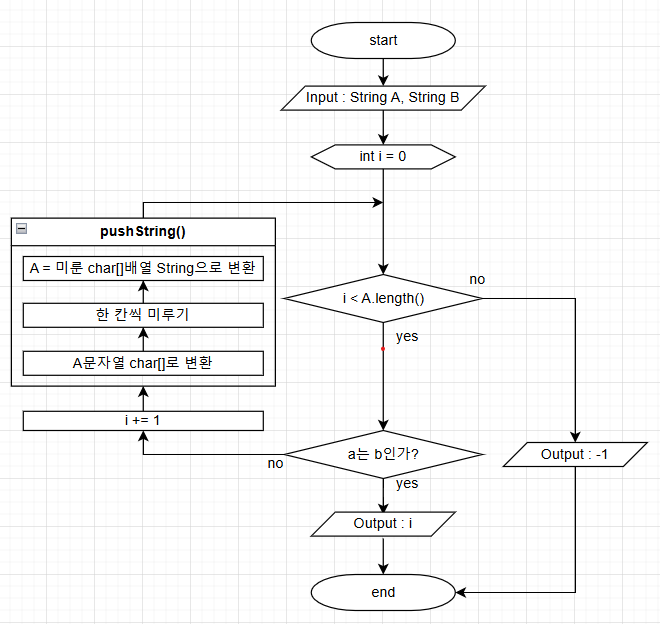 start
Input : String A, String B
int i = 0
pushString()
A = 미룬 char[]배열 String으로 변환
한 칸씩 미루기
A문자열 char[]로 변환
i += 1
i < A.length()
no
yes
a는 b인가?
no
yes
Output : -1
Output : i
end